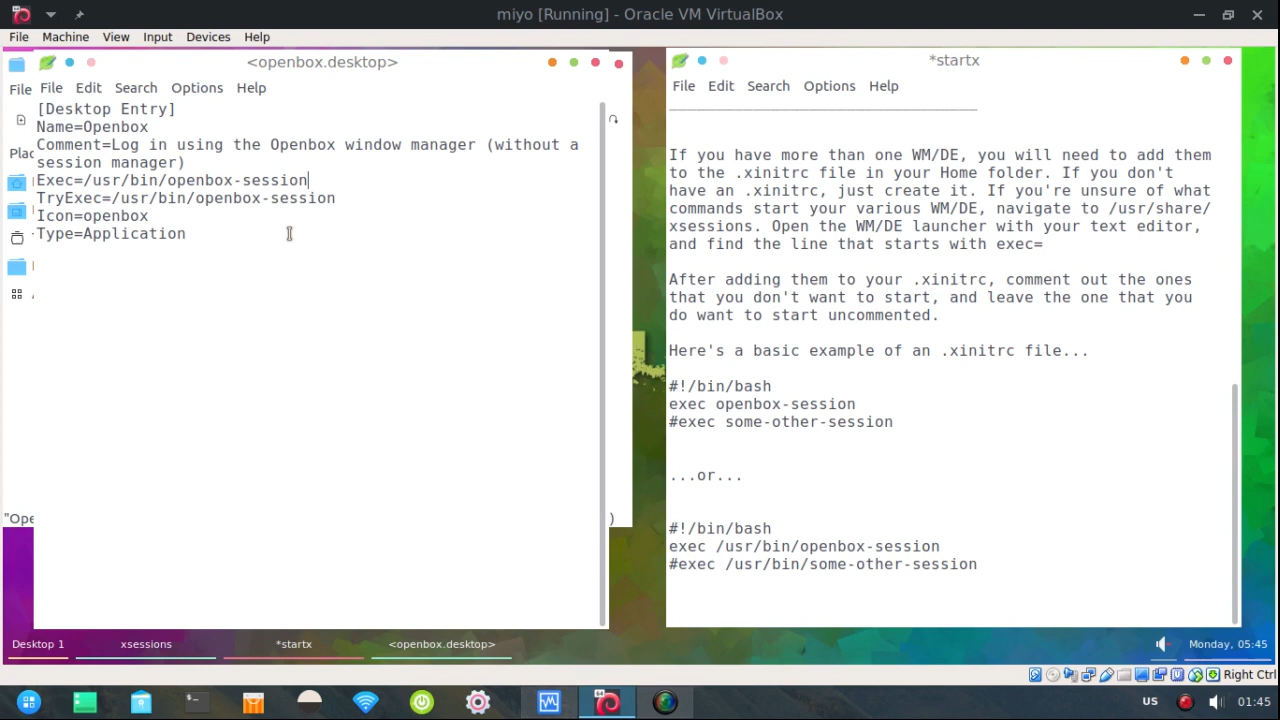 miyo [Running] - Oracle VM VirtualBox
File Machine View Input Devices Help
<openbox.desktop>
File
File Edit Search Options Help
[Desktop Entry]
Name=Openbox
Comment=Log in using the Openbox window manager (without a
session manager)
Exec=/usr/bin/openbox-session
TryExec=/usr/bin/openbox-session
Icon=openbox
Type=Application
"Ope
)
*startx
File Edit Search Options Help
If you have more than one WM/DE, you will need to add them
to the .xinitrc file in your Home folder. If you don't
have an .xinitrc, just create it. If you're unsure of what
commands start your various WM/DE, navigate to /usr/share/
xsessions. Open the WM/DE launcher with your text editor,
and find the line that starts with exec=
After adding them to your .xinitrc, comment out the ones
that you don't want to start, and leave the one that you
do want to start uncommented.
Here's a basic example of an .xinitrc file...
#!/bin/bash
exec openbox-session
#exec some-other-session
...or...
#!/bin/bash
exec /usr/bin/openbox-session
#exec /usr/bin/some-other-session
Desktop 1 xsessions *startx <openbox.desktop> Monday, 05:45
Right Ctrl
US 01:45